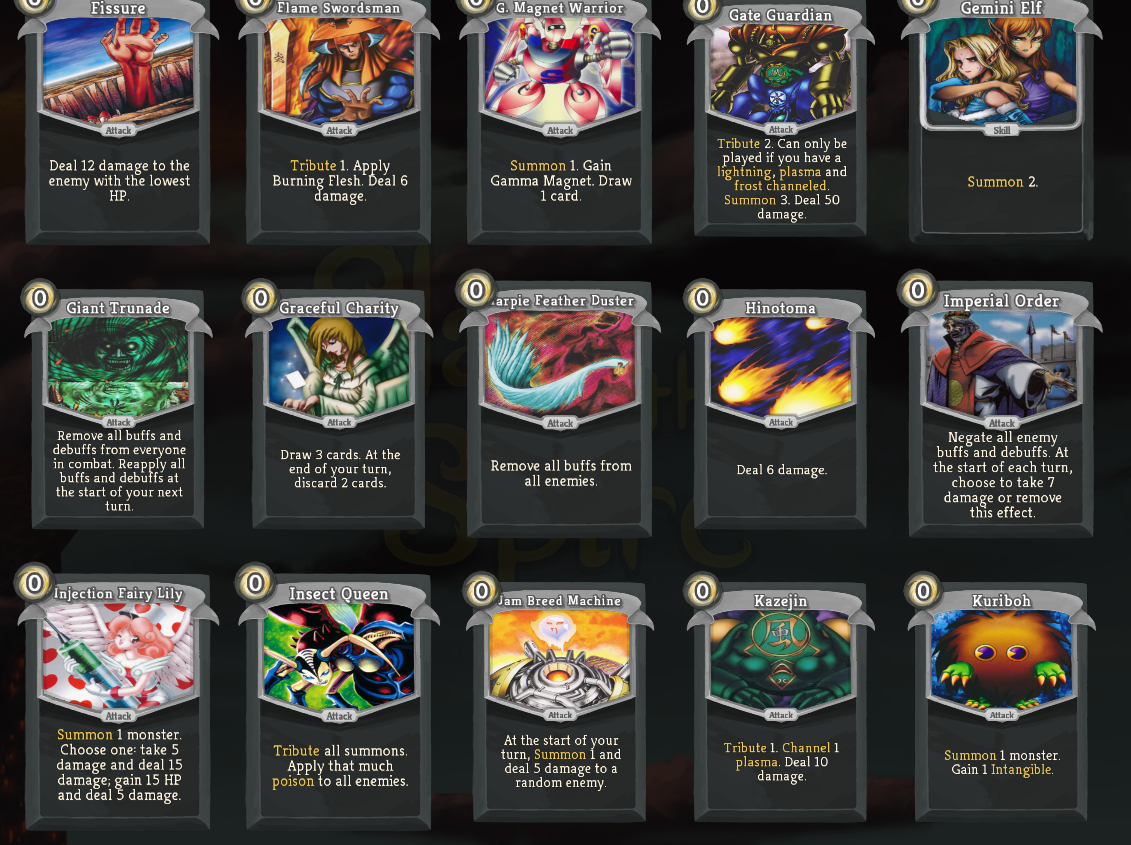 Fissure
Attack
Deal 12 damage to the
enemy with the lowest
HP.
Flame Swordsman
Attack
Tribute 1. Apply
Burning Flesh. Deal 6
damage.
G. Magnet Warrior
S
Attack
Summon 1. Gain
Gamma Magnet. Draw
1 card.
Gate Guardian
Attack
Tribute 2. Can only be
played if you have a
lightning, plasma and
frost channeled.
Summon 3. Deal 50
damage.
Gemini Elf
Skill
Summon 2.
0
Giant Trunade
Attack
Remove all buffs and
debuffs from everyone
in combat. Reapply all
buffs and debuffs at
the start of your next
turn.
0
Graceful Charity
Attack
Draw 3 cards. At the
end of your turn,
discard 2 cards.
0
arpie Feather Duster
Attack
Remove all buffs from
all enemies.
0
Hinotoma
Attack
Deal 6 damage.
0
Imperial Order
Attack
Negate all enemy
buffs and debuffs. At
the start of each turn,
choose to take 7
damage or remove
this effect.
0
Injection Fairy Lily
Attack
Summon 1 monster.
Choose one: take 5
damage and deal 15
damage; gain 15 HP
and deal 5 damage.
0
Insect Queen
Attack
Tribute all summons.
Apply that much
poison to all enemies.
0
Jam Breed Machine
Attack
At the start of your
turn, Summon 1 and
deal 5 damage to a
random enemy.
0
Kazejin
風
Attack
Tribute 1. Channel 1
plasma. Deal 10
damage.
0
Kuriboh
Attack
Summon 1 monster.
Gain 1 Intangible.